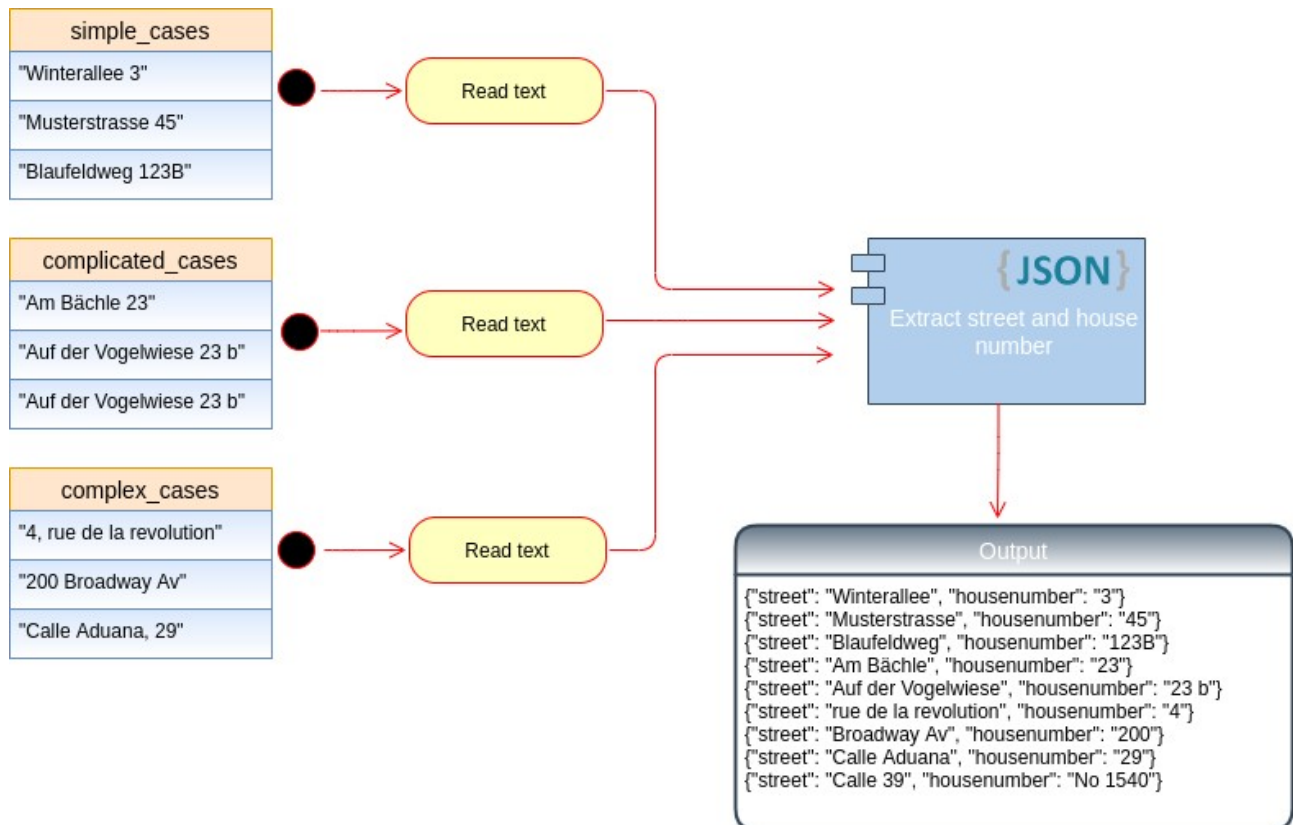 simple_cases
"Winterallee 3"
"Musterstrasse 45"
"Blaufeldweg 123B"
Read text
complicated_cases
"Am Bächle 23"
"Auf der Vogelwiese 23 b"
"Auf der Vogelwiese 23 b"
Read text
complex_cases
"4, rue de la revolution"
"200 Broadway Av"
"Calle Aduana, 29"
Read text
{JSON}
Extract street and house
number
Output
{"street": "Winterallee", "housenumber": "3"}
{"street": "Musterstrasse", "housenumber": "45"}
{"street": "Blaufeldweg", "housenumber": "123B"}
{"street": "Am Bächle", "housenumber": "23"}
{"street": "Auf der Vogelwiese", "housenumber": "23 b"}
{"street": "rue de la revolution", "housenumber": "4"}
{"street": "Broadway Av", "housenumber": "200"}
{"street": "Calle Aduana", "housenumber": "29"}
{"street": "Calle 39", "housenumber": "No 1540"}